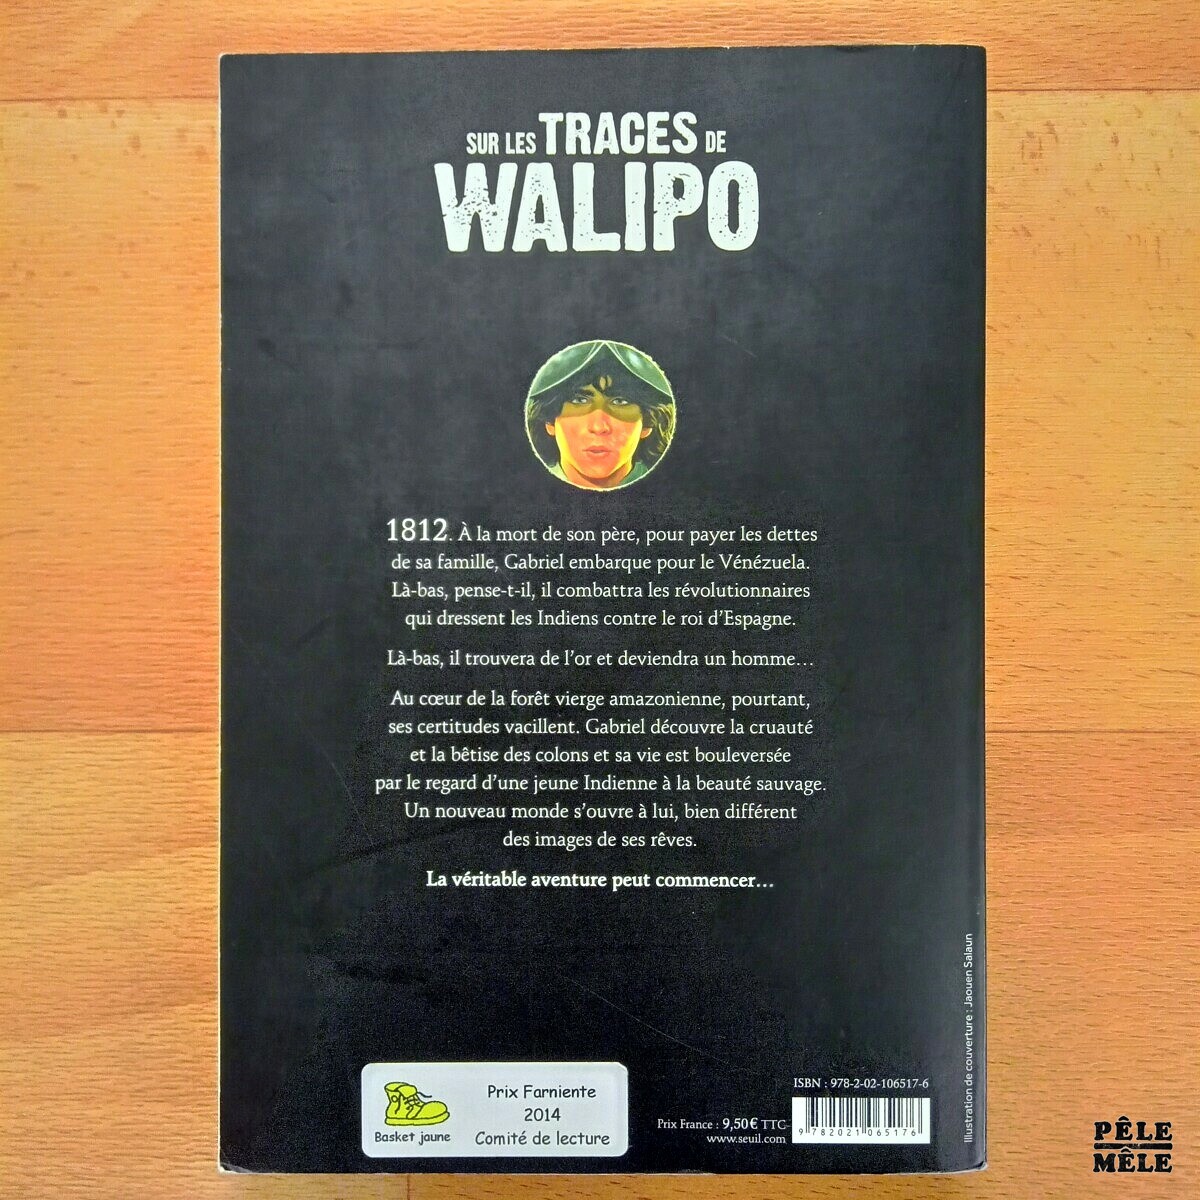 SUR LES TRACES DE
WALIPO
1812. À la mort de son père, pour payer les dettes
de sa famille, Gabriel embarque pour le Vénézuela.
Là-bas, pense-t-il, il combattra les révolutionnaires
qui dressent les Indiens contre le roi d'Espagne.
Là-bas, il trouvera de l'or et deviendra un homme…
Au cœur de la forêt vierge amazonienne, pourtant,
ses certitudes vacillent. Gabriel découvre la cruauté
et la bêtise des colons et sa vie est bouleversée
par le regard d'une jeune Indienne à la beauté sauvage.
Un nouveau monde s'ouvre à lui, bien différent
des images de ses rêves.
La véritable aventure peut commencer…
Illustration de couverture : Jaouen Salaun
Basket jaune
Prix Farniente
2014
Comité de lecture
ISBN : 978-2-02-106517-6
Prix France : 9,50 € TTC
www.seuil.com
9 782021 065176
PÊLE
MÊLE